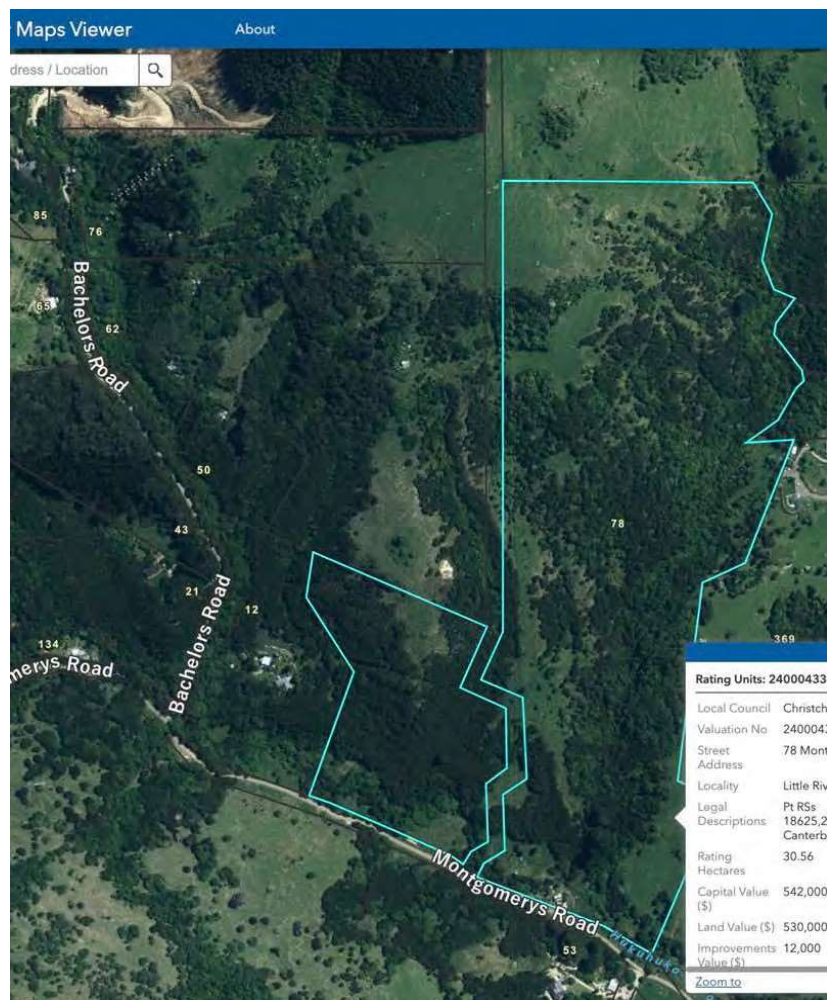 Maps Viewer
About
dress / Location
85
76
65
62
Bachelors Road
50
43
78
21
12
Bachelors Road
134
merys Road
369
Montgomerys Road
53
Rating Units: 24000433
Local Council Christch
Valuation No
Street Address 78 Mont
Locality Little Riv
Legal Descriptions Pt RSs 18625,2 Canterb
Rating Hectares 30.56
Capital Value ($) 542,000
Land Value ($) 530,000
Improvements Value ($) 12,000
Zoom to